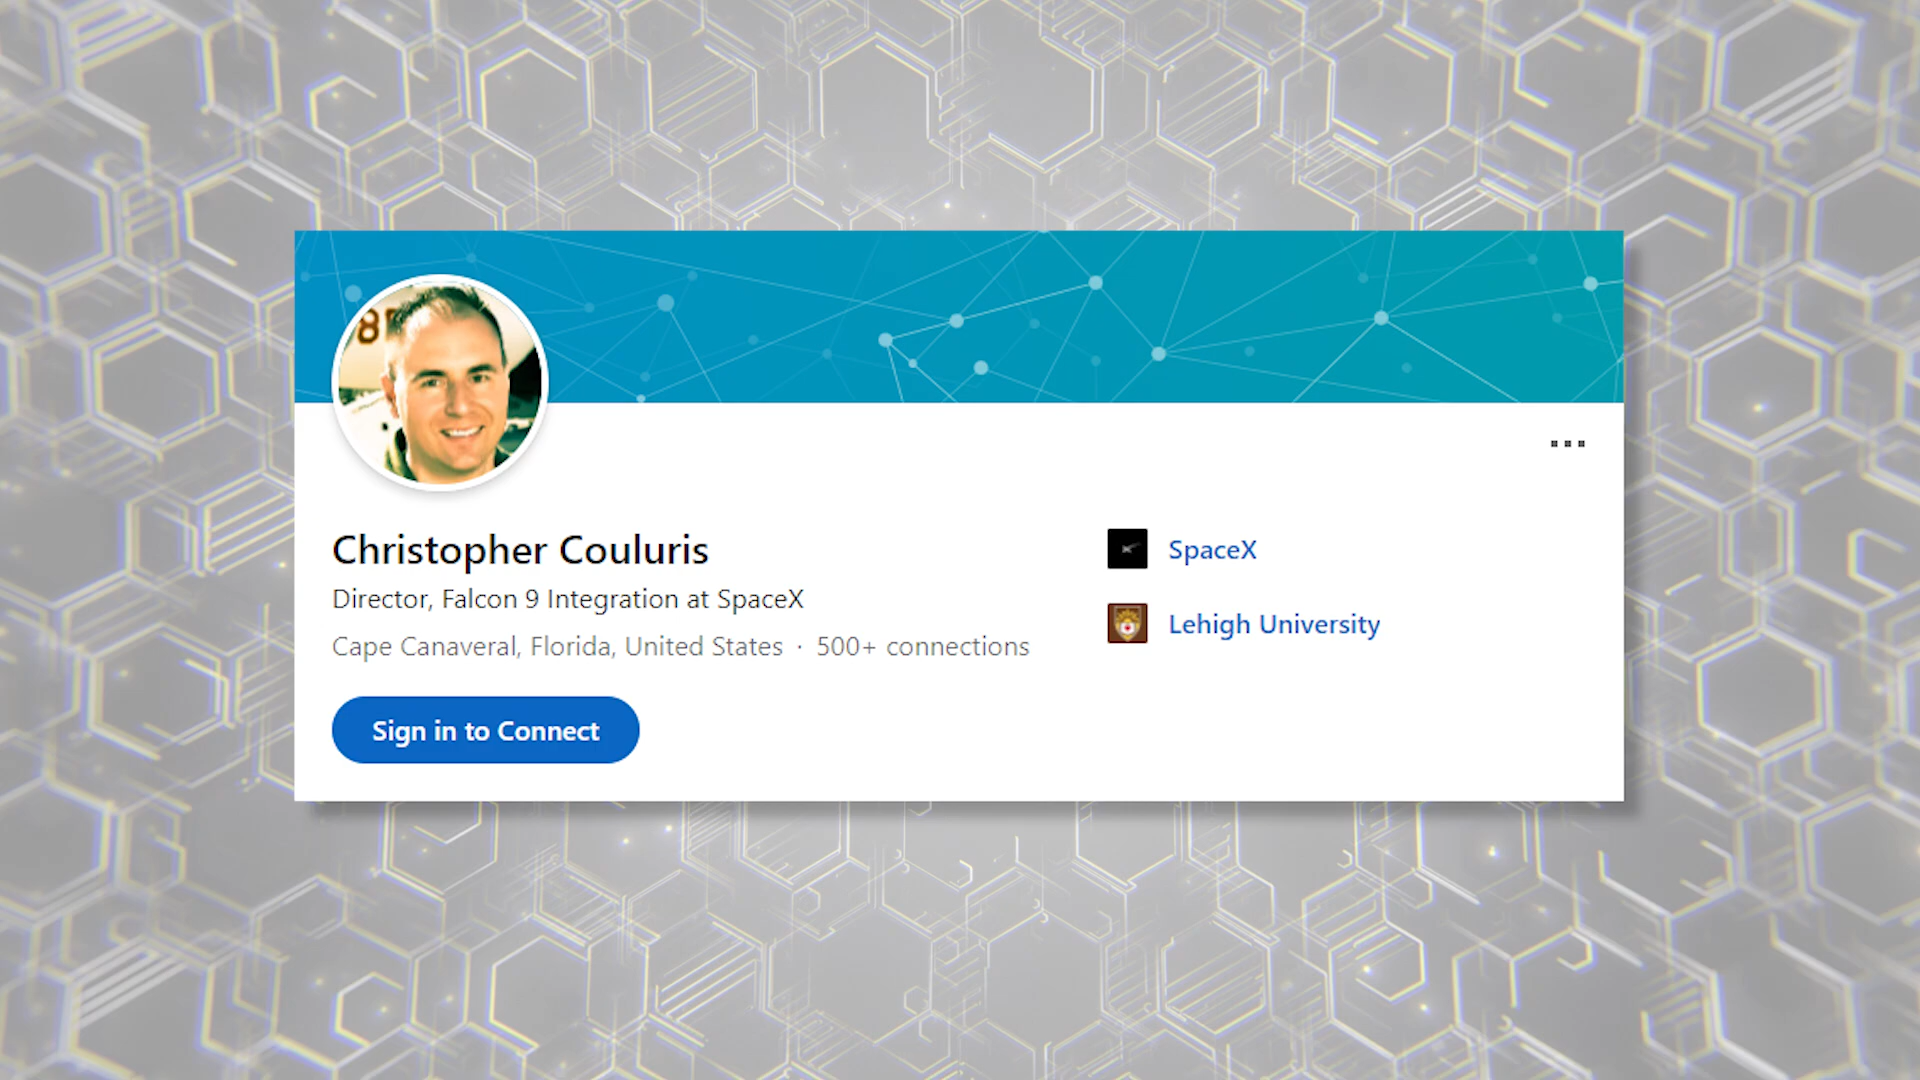 8
Christopher Couluris
Director, Falcon 9 Integration at SpaceX
Cape Canaveral, Florida, United States · 500+ connections
Sign in to Connect
SpaceX
Lehigh University